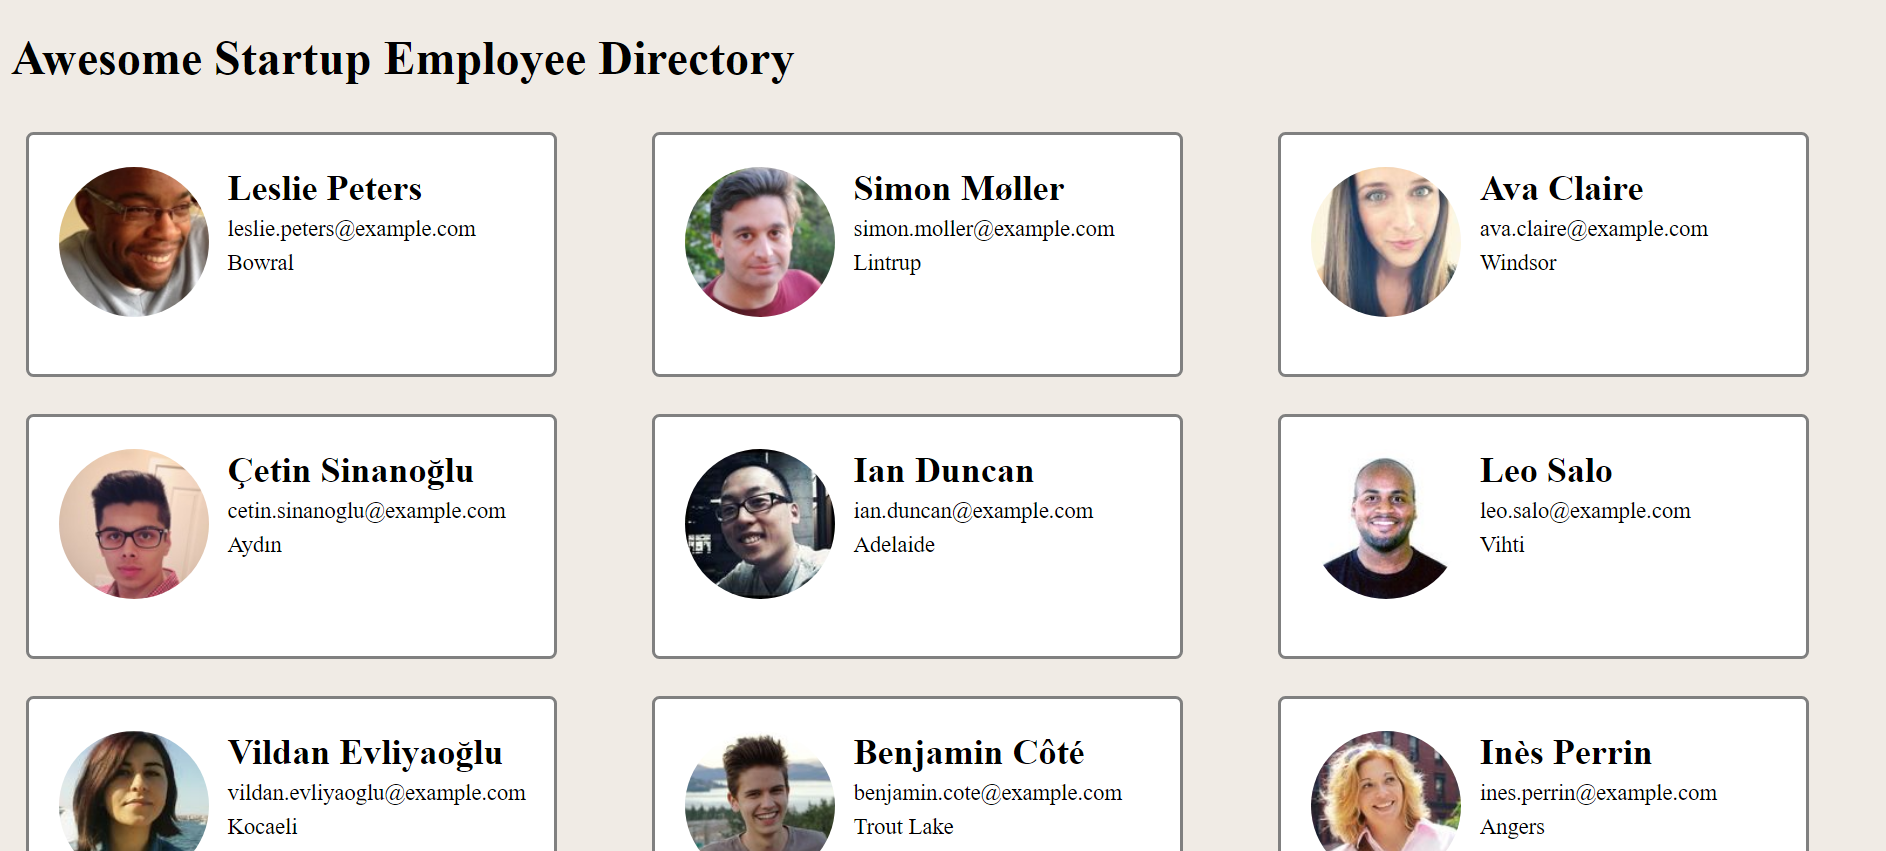 Awesome Startup Employee Directory
Leslie Peters
leslie.peters@example.com
Bowral
Simon Møller
simon.moller@example.com
Lintrup
Ava Claire
ava.claire@example.com
Windsor
Çetin Sinanoğlu
cetin.sinanoglu@example.com
Aydın
Ian Duncan
ian.duncan@example.com
Adelaide
Leo Salo
leo.salo@example.com
Vihti
Vildan Evliyaoğlu
vildan.evliyaoglu@example.com
Kocaeli
Benjamin Côté
benjamin.cote@example.com
Trout Lake
Inès Perrin
ines.perrin@example.com
Angers